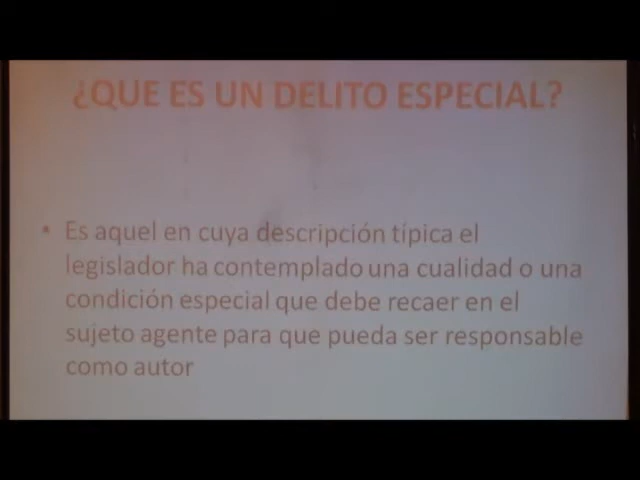 ¿QUE ES UN DELITO ESPECIAL?
• Es aquel en cuya descripción típica el
legislador ha contemplado una cualidad o una
condición especial que debe recaer en el
sujeto agente para que pueda ser responsable
como autor